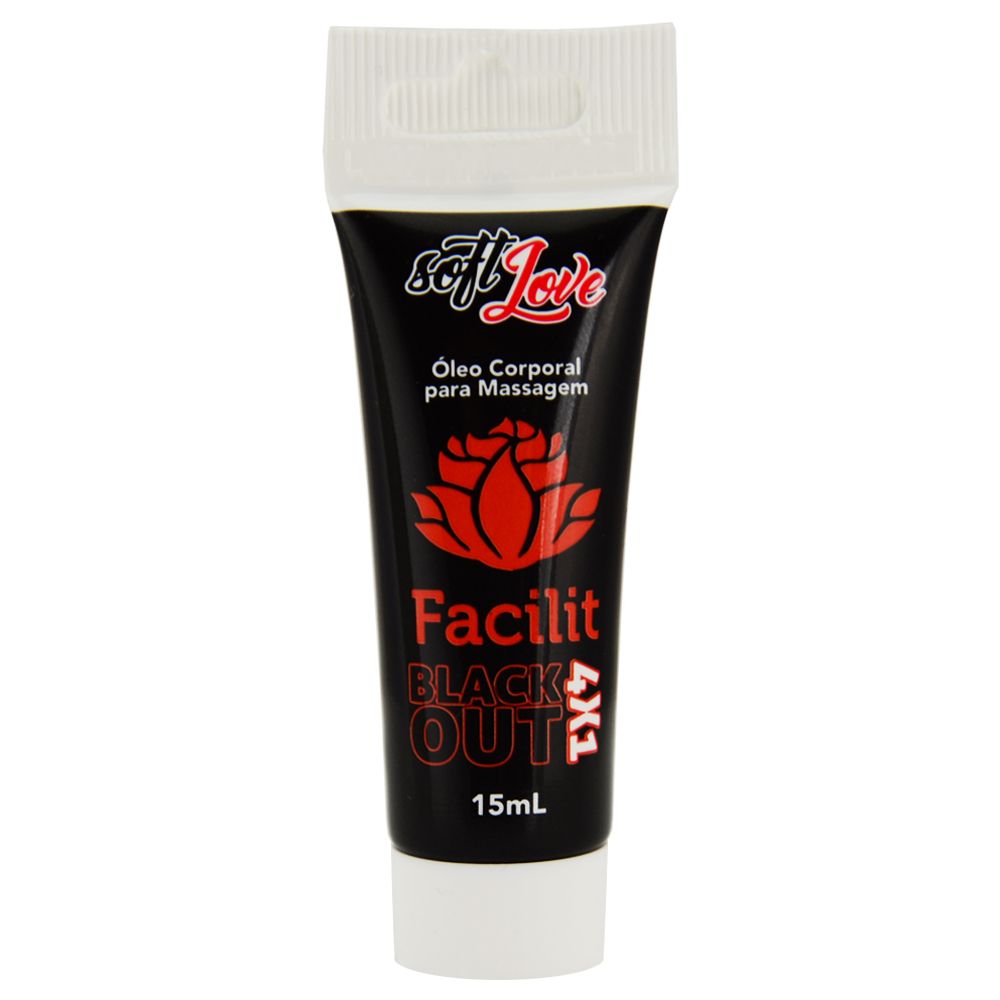 soft Love
Óleo Corporal
para Massagem
Facilit
BLACK
OUT
4X1
15mL